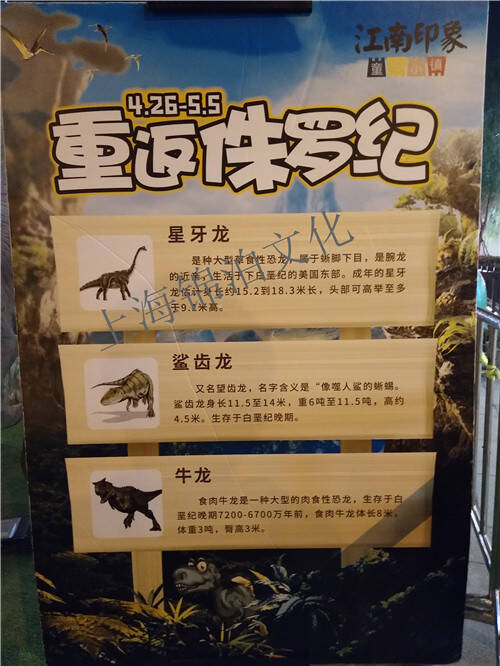 江南印象
4.26-5.5
重返侏罗纪
星牙龙
是种大型草食性恐龙，属于蜥脚下目，是腕龙
的近亲，生活于下白垩纪的美国东部。成年的星牙
龙估计身长约15.2到18.3米长，头部可高举至多
于9.1米高。
鲨齿龙
又名望齿龙，名字含义是“像噬人鲨的蜥蜴。
鲨齿龙身长11.5至14米，重6吨至11.5吨，高约
4.5米。生存于白垩纪晚期。
牛龙
食肉牛龙是一种大型的肉食性恐龙，生存于白
垩纪晚期7200-6700万年前，食肉牛龙体长8米，
体重3吨，臀高3米。